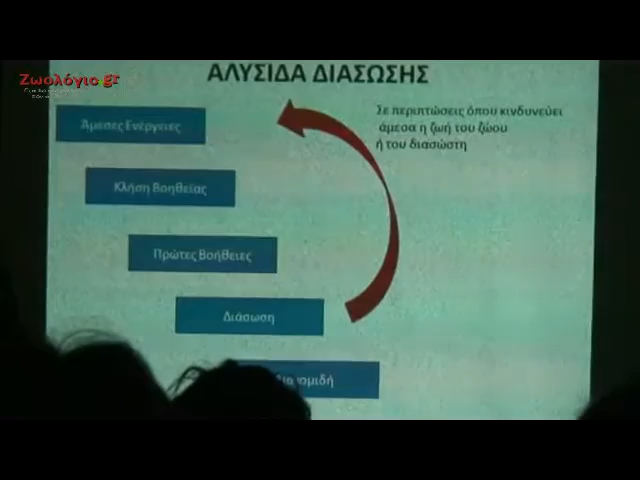 Ζωολόγιο gr
ΑΛΥΣΙΔΑ ΔΙΑΣΩΣΗΣ
Άμεσες Ενέργειες
Σε περιπτώσεις όπου κινδυνεύει
άμεσα η ζωή του ζώου
ή του διασώστη
Κλήση Βοηθείας
Πρώτες Βοήθειες
Διάσωση